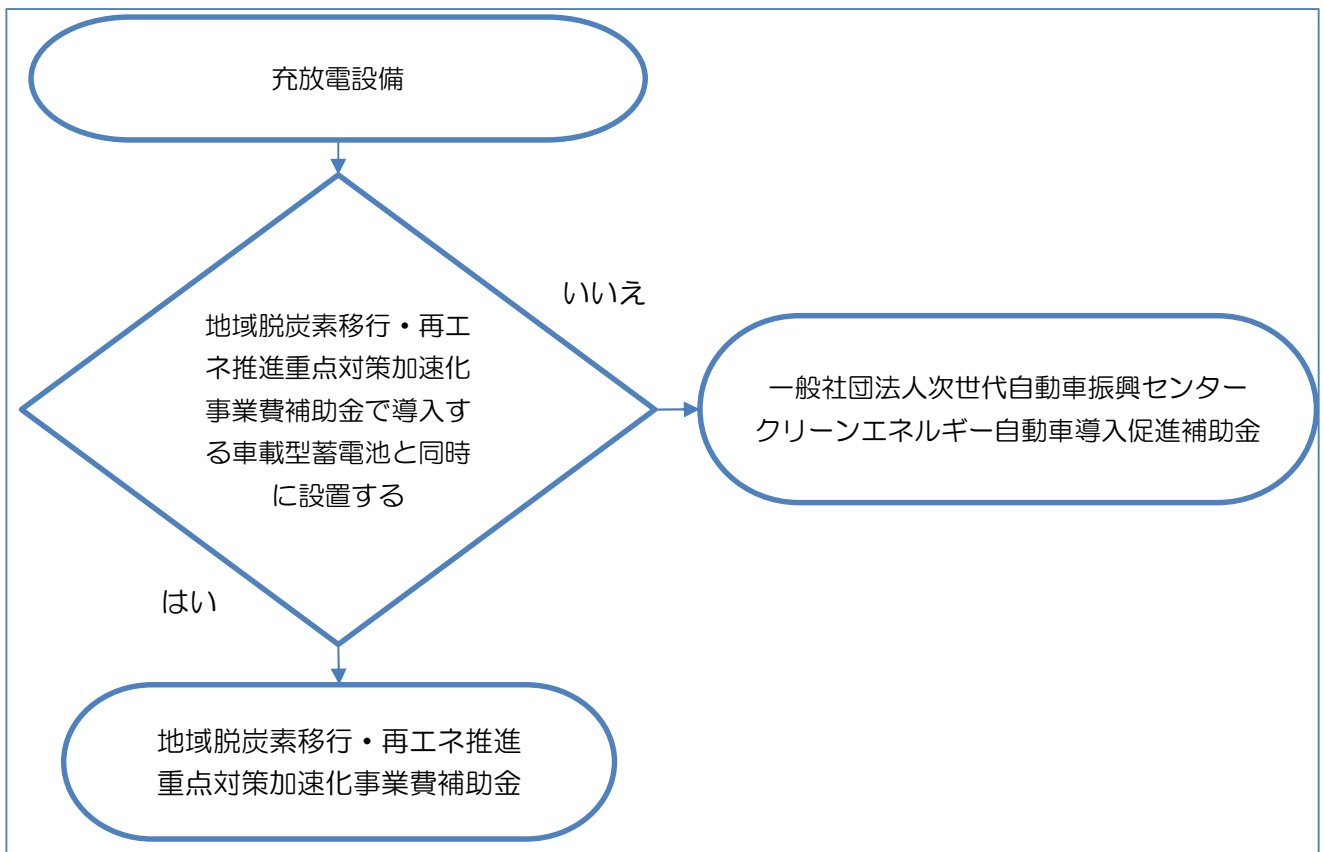 充放電設備
いいえ
地域脱炭素移行・再エ
ネ推進重点対策加速化
事業費補助金で導入す
る車載型蓄電池と同時
に設置する
一般社団法人次世代自動車振興センター
クリーンエネルギー自動車導入促進補助金
はい
地域脱炭素移行・再エネ推進
重点対策加速化事業費補助金